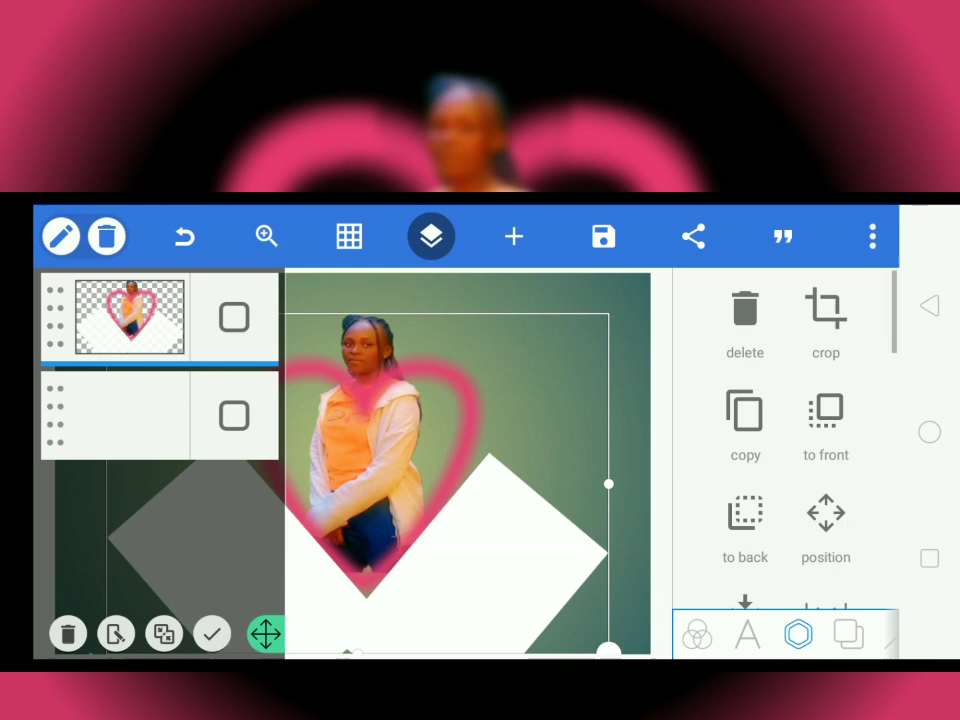 delete
crop
copy
to front
to back
position